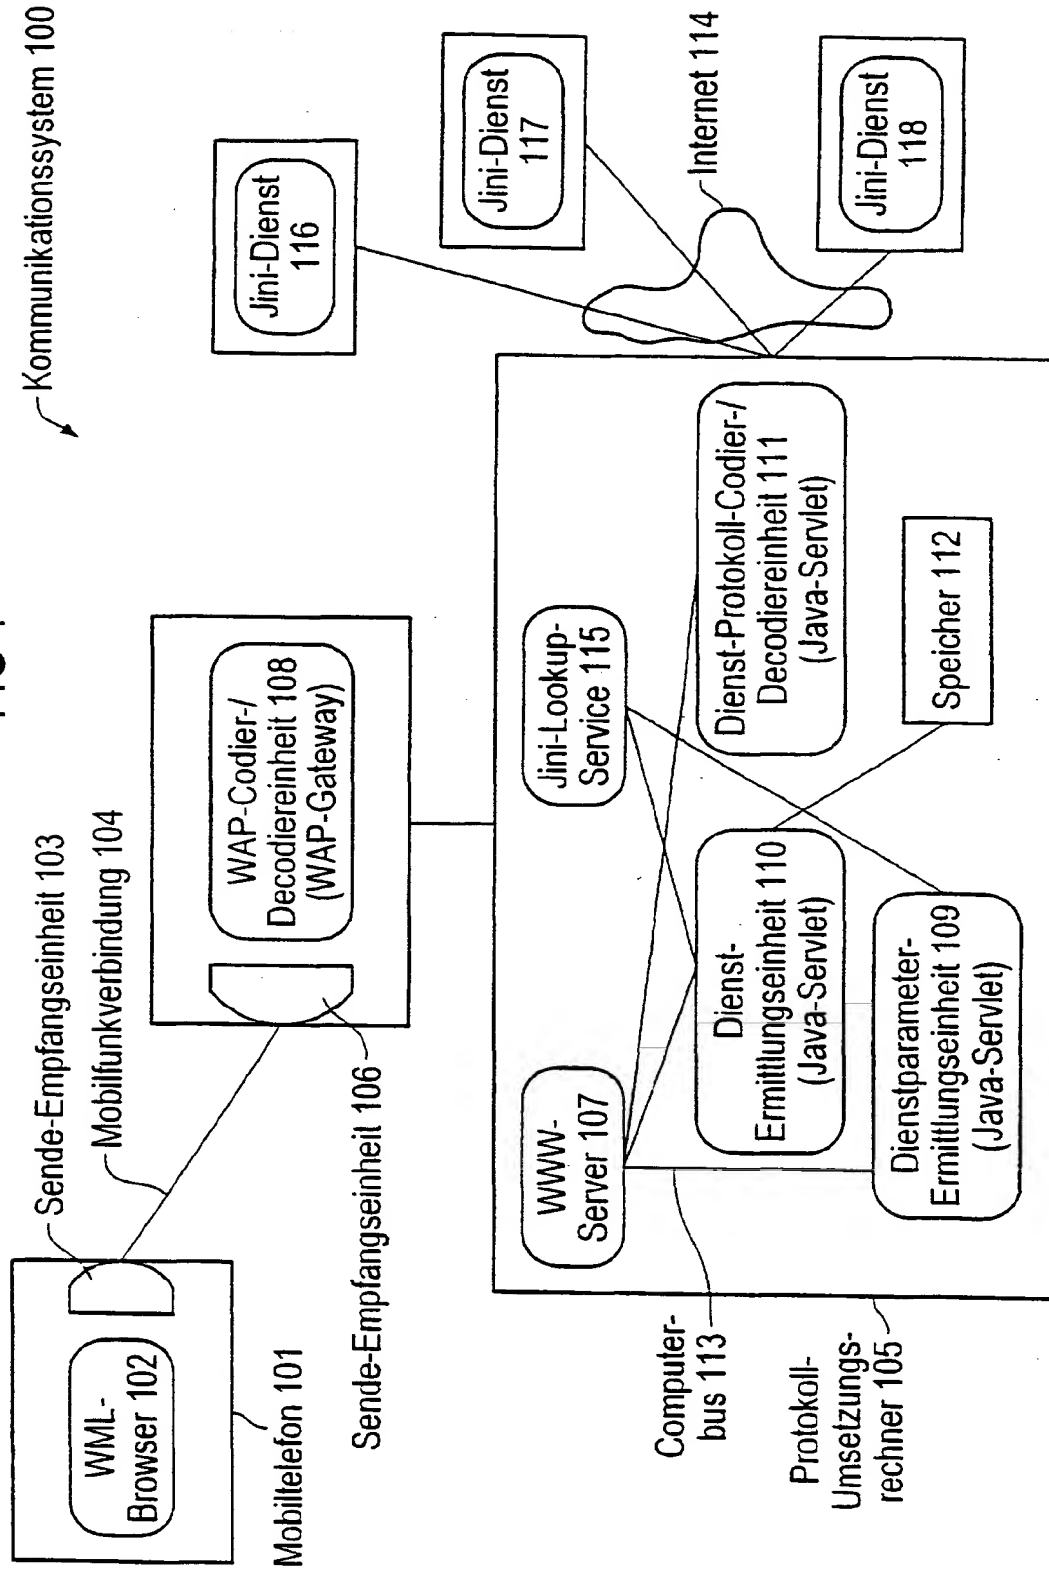 Kommunikationssystem 100
WML-
Browser 102
Mobiltelefon 101
Sende-Empfangseinheit 103
Mobilfunkverbindung 104
WAP-Codier-/
Decodiereinheit 108
(WAP-Gateway)
Sende-Empfangseinheit 106
Jini-Dienst
116
Jini-Dienst
117
Internet 114
Jini-Dienst
118
WWW-
Server 107
Jini-Lookup-
Service 115
Dienst-
Ermittlungseinheit 110
(Java-Servlet)
Dienst-Protokoll-Codier-/
Decodiereinheit 111
(Java-Servlet)
Dienstparameter-
Ermittlungseinheit 109
(Java-Servlet)
Speicher 112
Computer-
bus 113
Protokoll-
Umsetzungs-
rechner 105